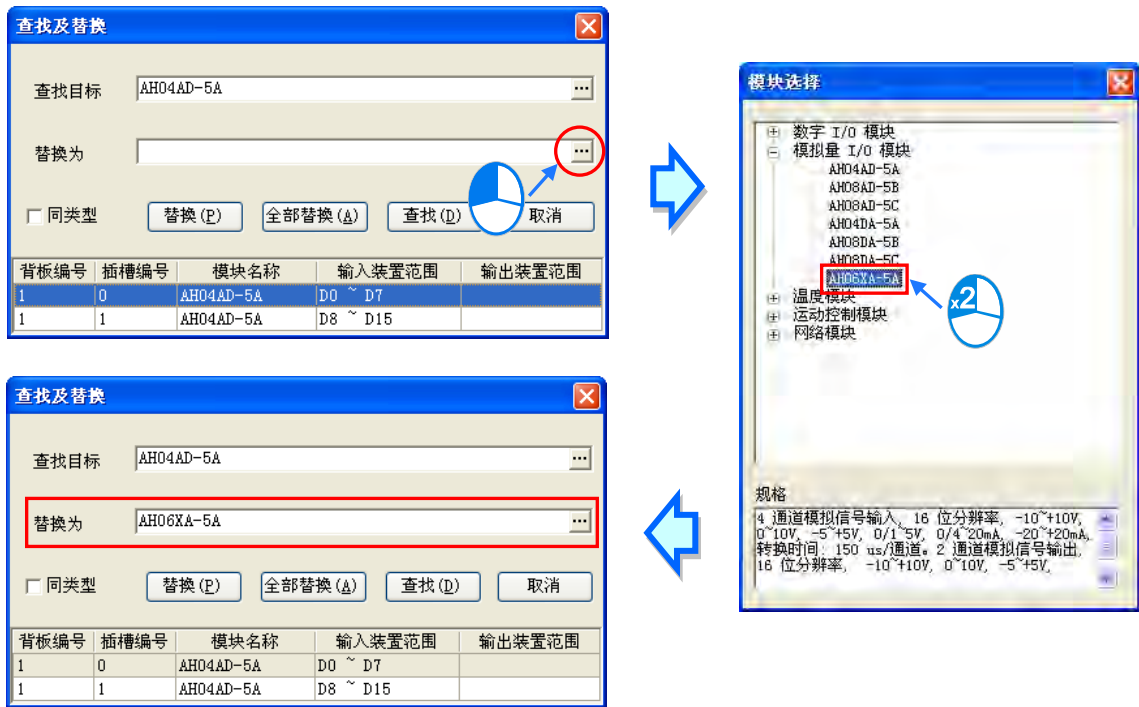 查找及替换
查找目标 AH04AD-5A ...
替换为 ...
同类型 替换(P) 全部替换(A) 查找(D) 取消
背板编号 插槽编号 模块名称 输入装置范围 输出装置范围
1 0 AH04AD-5A D0 ~ D7
1 1 AH04AD-5A D8 ~ D15
模块选择
数字 I/O 模块
模拟量 I/O 模块
AH04AD-5A
AH08AD-5B
AH08AD-5C
AH04DA-5A
AH08DA-5B
AH08DA-5C
AH06XA-5A
温度模块
运动控制模块
网络模块
x2
规格
4 通道模拟信号输入, 16 位分辨率, -10~+10V,
0~10V, -5~+5V, 0/1~5V, 0/4~20mA, -20~+20mA,
转换时间: 150 us/通道。2 通道模拟信号输出,
16 位分辨率, -10~+10V, 0~10V, -5~+5V,
查找及替换
查找目标 AH04AD-5A ...
替换为 AH06XA-5A ...
同类型 替换(P) 全部替换(A) 查找(D) 取消
背板编号 插槽编号 模块名称 输入装置范围 输出装置范围
1 0 AH04AD-5A D0 ~ D7
1 1 AH04AD-5A D8 ~ D15